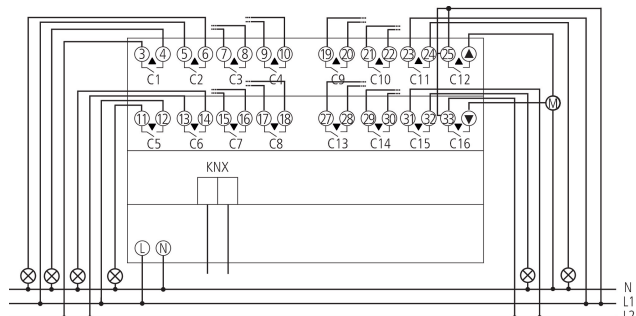 3 4 5 6 7 8 9 10 19 20 21 22 23 24 25
C1 C2 C3 C4 C9 C10 C11 C12
11 12 13 14 15 16 17 18 27 28 29 30 31 32 33 M
C5 C6 C7 C8 C13 C14 C15 C16
KNX
L N
N
L1
L2